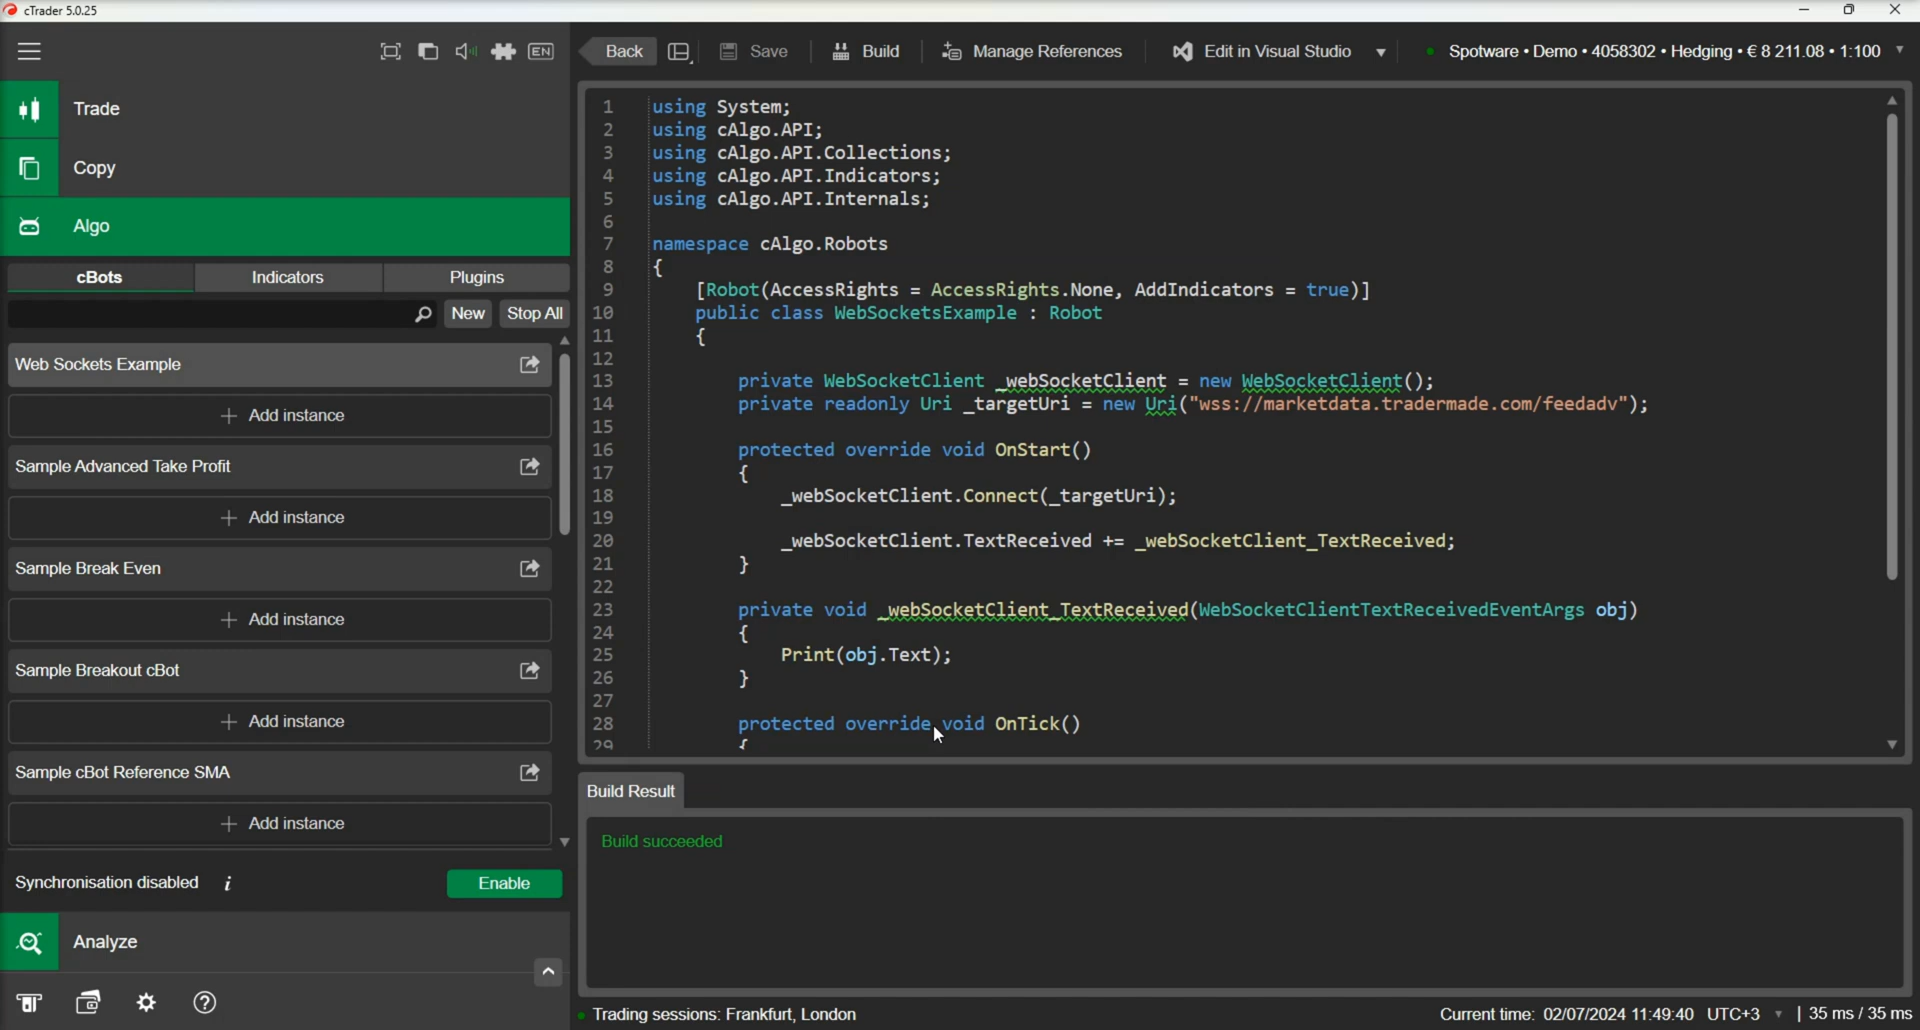 cTrader 5.0.25
EN
Back
Save
Build
Manage References
Edit in Visual Studio
Spotware • Demo • 4058302 • Hedging • € 8 211.08 • 1:100
Trade
Copy
Algo
cBots
Indicators
Plugins
New
Stop All
Web Sockets Example
Add instance
Sample Advanced Take Profit
Add instance
Sample Break Even
Add instance
Sample Breakout cBot
Add instance
Sample cBot Reference SMA
Add instance
Synchronisation disabled
i
Enable
Analyze
1 using System;
2 using cAlgo.API;
3 using cAlgo.API.Collections;
4 using cAlgo.API.Indicators;
5 using cAlgo.API.Internals;
6
7 namespace cAlgo.Robots
8 {
9 [Robot(AccessRights = AccessRights.None, AddIndicators = true)]
10 public class WebSocketsExample : Robot
11 {
12
13 private WebSocketClient _webSocketClient = new WebSocketClient();
14 private readonly Uri _targetUri = new Uri("wss://marketdata.tradermade.com/feedadv");
15
16 protected override void OnStart()
17 {
18 _webSocketClient.Connect(_targetUri);
19
20 _webSocketClient.TextReceived += _webSocketClient_TextReceived;
21 }
22
23 private void _webSocketClient_TextReceived(WebSocketClientTextReceivedEventArgs obj)
24 {
25 Print(obj.Text);
26 }
27
28 protected override void OnTick()
29 {
Build Result
Build succeeded
Trading sessions: Frankfurt, London
Current time: 02/07/2024 11:49:40 UTC+3
35 ms / 35 ms